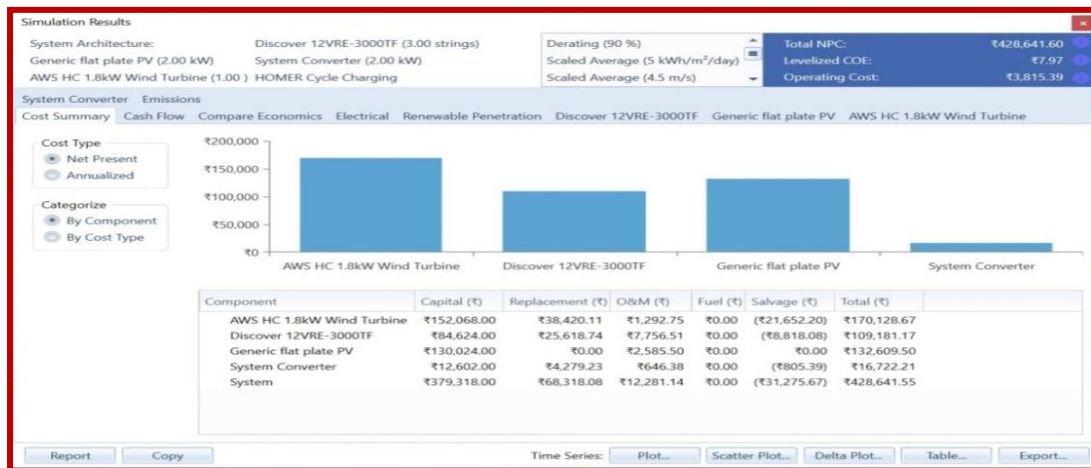 Simulation Results
System Architecture: Discover 12VRE-3000TF (3.00 strings)
Generic flat plate PV (2.00 kW) System Converter (2.00 kW)
AWS HC 1.8kW Wind Turbine (1.00 ) HOMER Cycle Charging
Derating (90 %)
Scaled Average (5 kWh/m²/day)
Scaled Average (4.5 m/s)
Total NPC: ₹428,641.60
Levelized COE: ₹7.97
Operating Cost: ₹3,815.39
System Converter Emissions
Cost Summary Cash Flow Compare Economics Electrical Renewable Penetration Discover 12VRE-3000TF Generic flat plate PV AWS HC 1.8kW Wind Turbine
Cost Type
Net Present
Annualized
Categorize
By Component
By Cost Type
₹200,000
₹150,000
₹100,000
₹50,000
₹0
AWS HC 1.8kW Wind Turbine Discover 12VRE-3000TF Generic flat plate PV System Converter
Component Capital (₹) Replacement (₹) O&M (₹) Fuel (₹) Salvage (₹) Total (₹)
AWS HC 1.8kW Wind Turbine ₹152,068.00 ₹38,420.11 ₹1,292.75 ₹0.00 (₹21,652.20) ₹170,128.67
Discover 12VRE-3000TF ₹84,624.00 ₹25,618.74 ₹7,756.51 ₹0.00 (₹8,818.08) ₹109,181.17
Generic flat plate PV ₹130,024.00 ₹0.00 ₹2,585.50 ₹0.00 ₹0.00 ₹132,609.50
System Converter ₹12,602.00 ₹4,279.23 ₹646.38 ₹0.00 (₹805.39) ₹16,722.21
System ₹379,318.00 ₹68,318.08 ₹12,281.14 ₹0.00 (₹31,275.67) ₹428,641.55
Report Copy Time Series: Plot... Scatter Plot... Delta Plot... Table... Export...